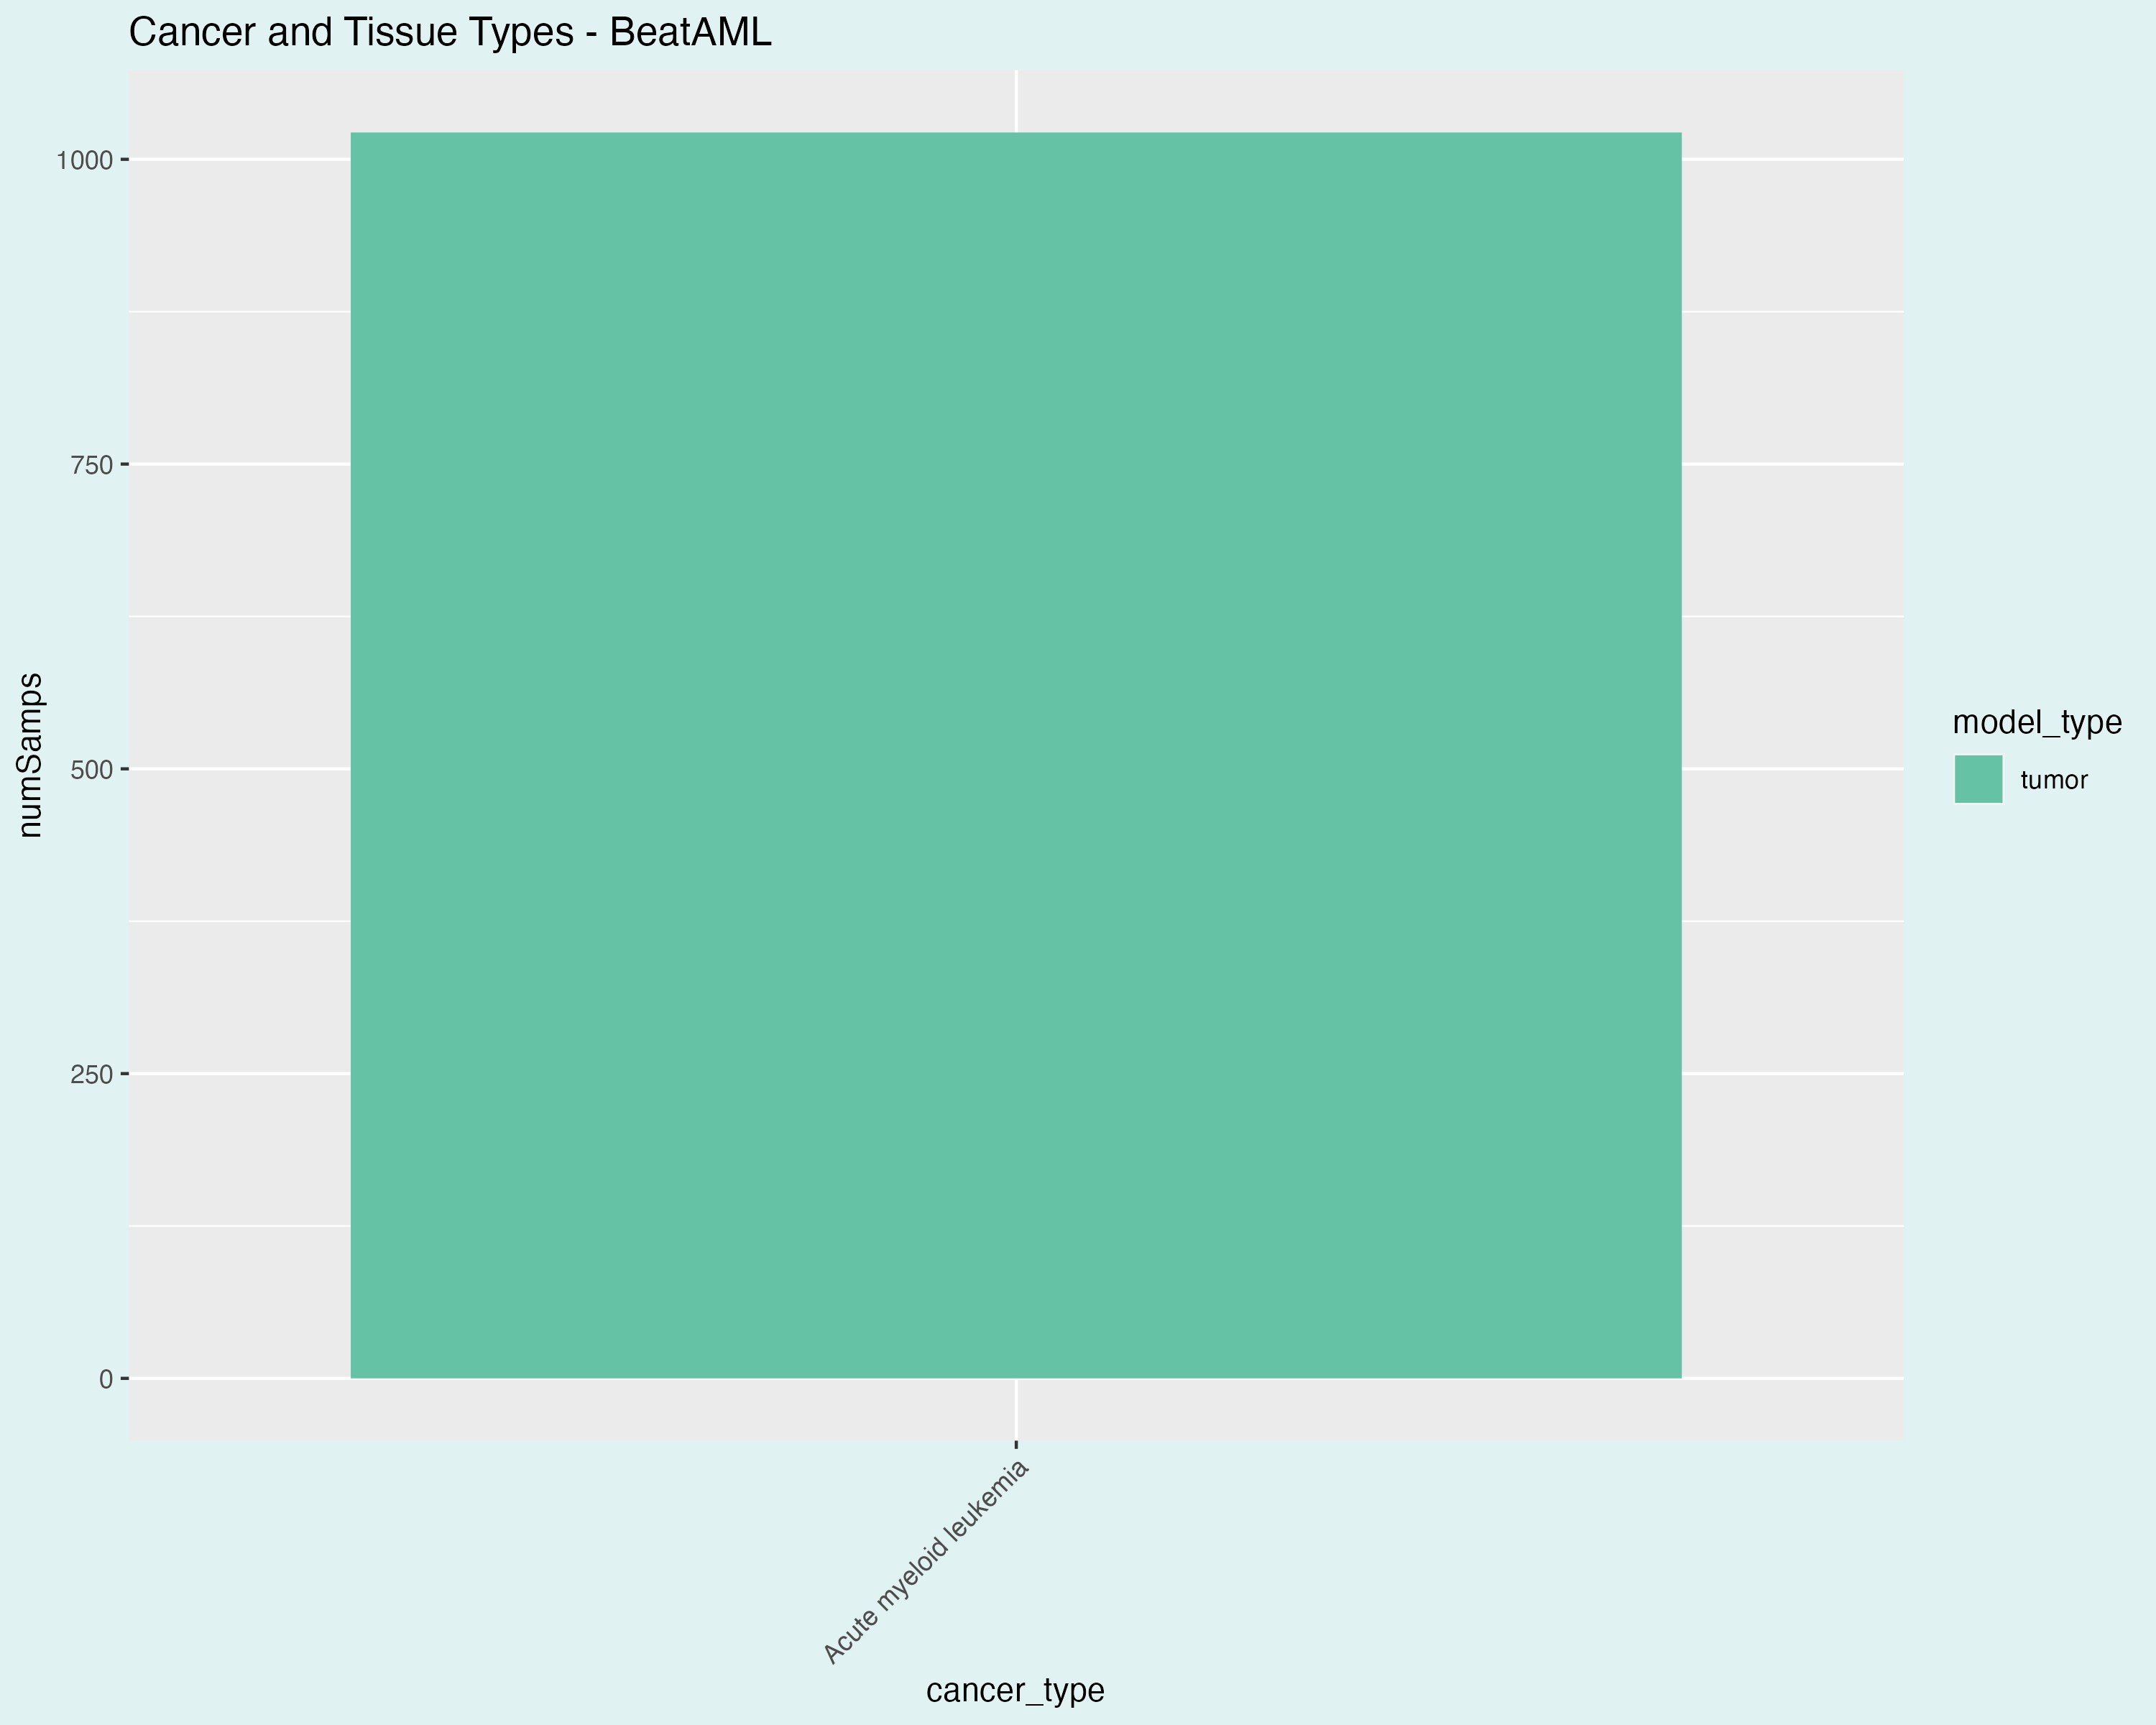 Cancer and Tissue Types - BeatAML
numSamps
1000
750
500
250
0
Acute myeloid leukemia
cancer_type
model_type
tumor